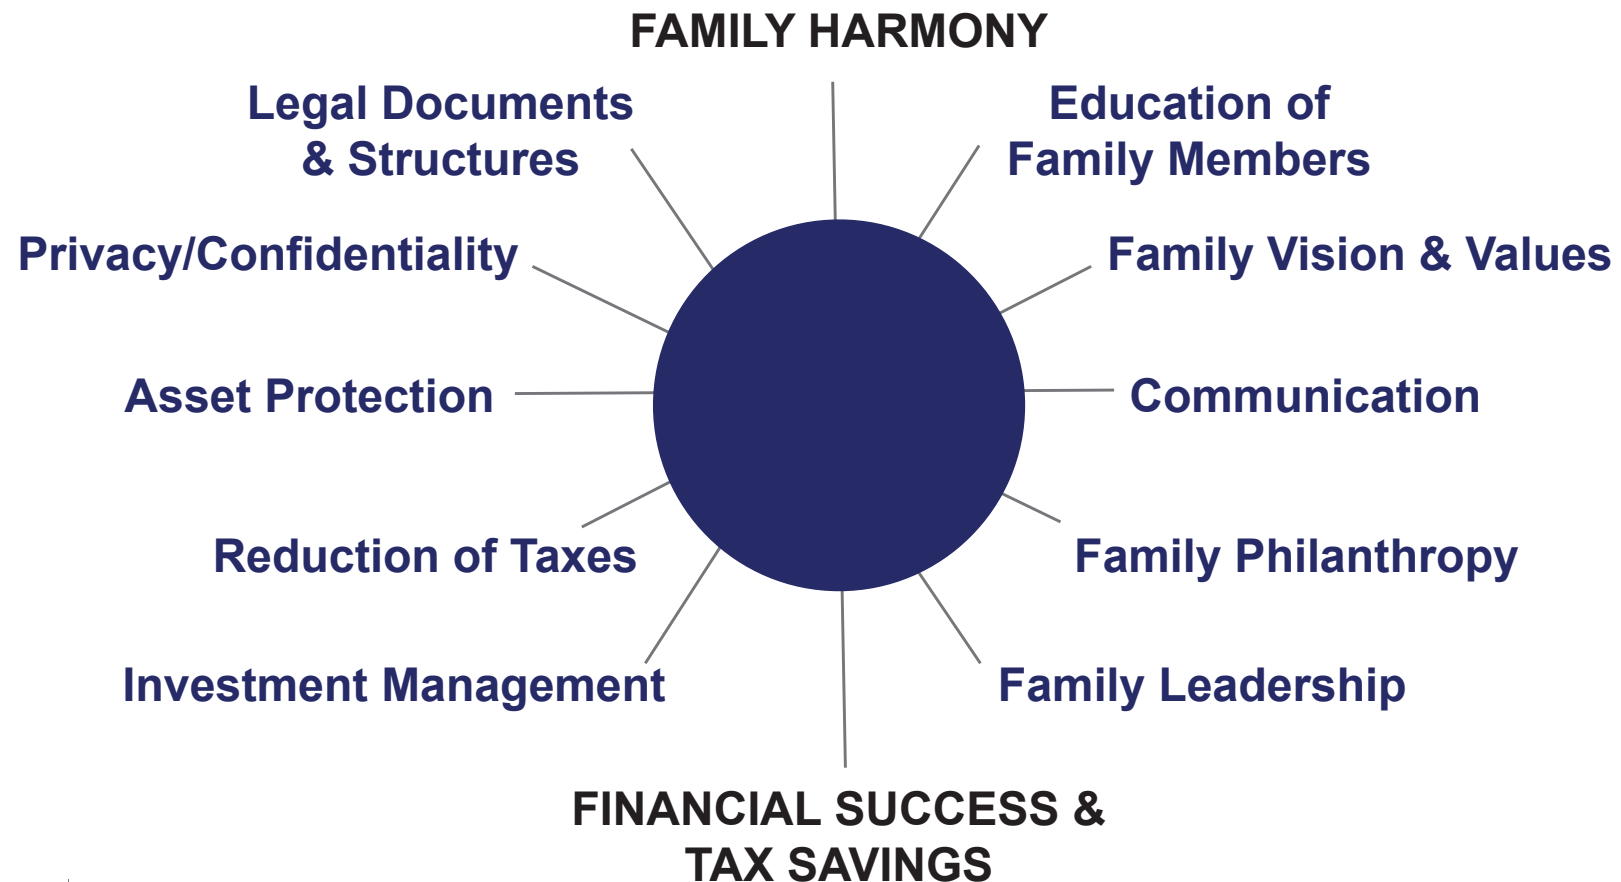 FAMILY HARMONY
Legal Documents
& Structures
Education of
Family Members
Privacy/Confidentiality
Family Vision & Values
Asset Protection
Communication
Reduction of Taxes
Family Philanthropy
Investment Management
Family Leadership
FINANCIAL SUCCESS &
TAX SAVINGS